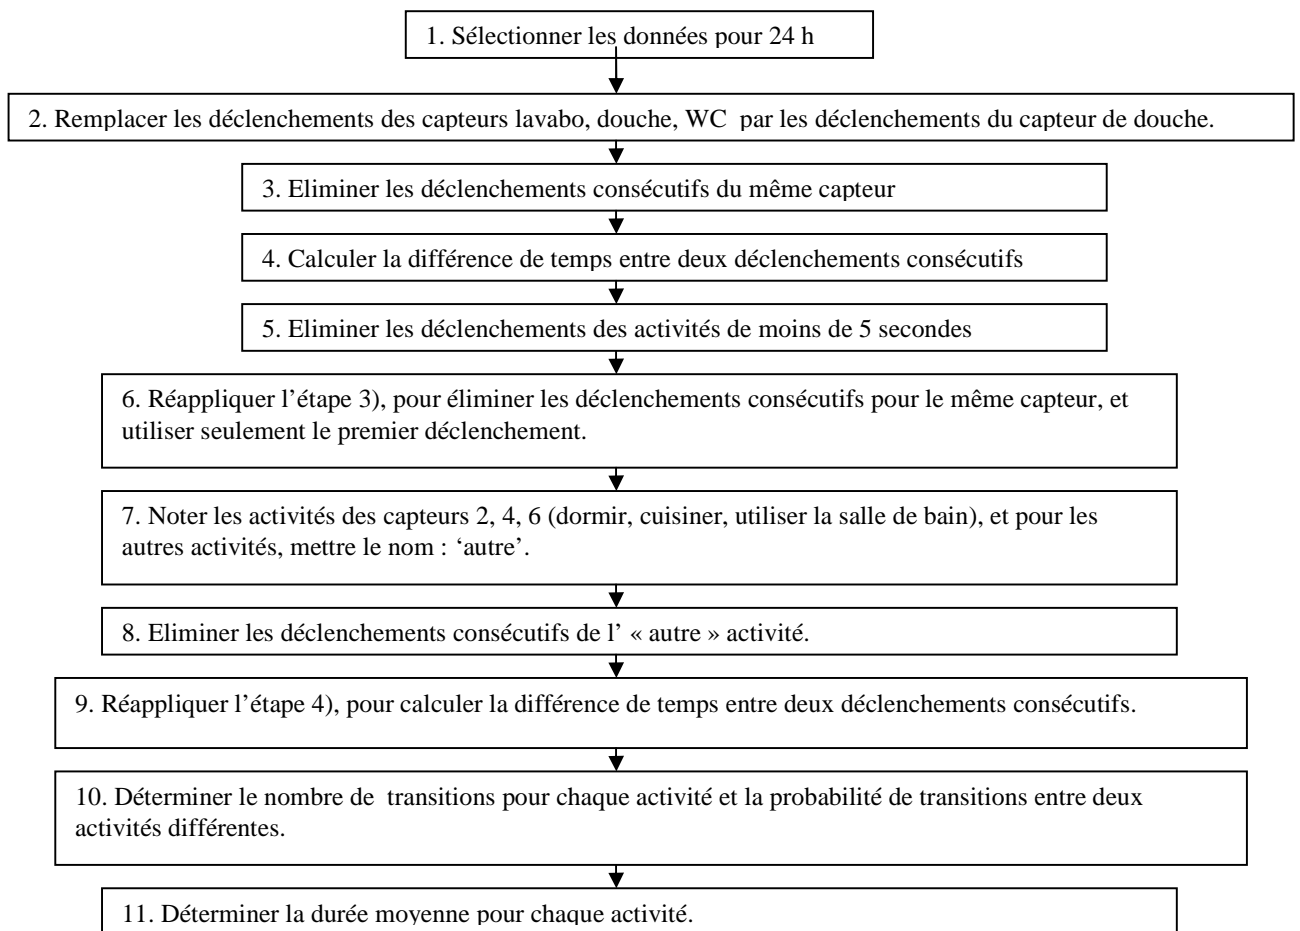 1. Sélectionner les données pour 24 h
2. Remplacer les déclenchements des capteurs lavabo, douche, WC  par les déclenchements du capteur de douche.
3. Eliminer les déclenchements consécutifs du même capteur
4. Calculer la différence de temps entre deux déclenchements consécutifs
5. Eliminer les déclenchements des activités de moins de 5 secondes
6. Réappliquer l’étape 3), pour éliminer les déclenchements consécutifs pour le même capteur, et
utiliser seulement le premier déclenchement.
7. Noter les activités des capteurs 2, 4, 6 (dormir, cuisiner, utiliser la salle de bain), et pour les
autres activités, mettre le nom : ‘autre’.
8. Eliminer les déclenchements consécutifs de l’ « autre » activité.
9. Réappliquer l’étape 4), pour calculer la différence de temps entre deux déclenchements consécutifs.
10. Déterminer le nombre de  transitions pour chaque activité et la probabilité de transitions entre deux
activités différentes.
11. Déterminer la durée moyenne pour chaque activité.